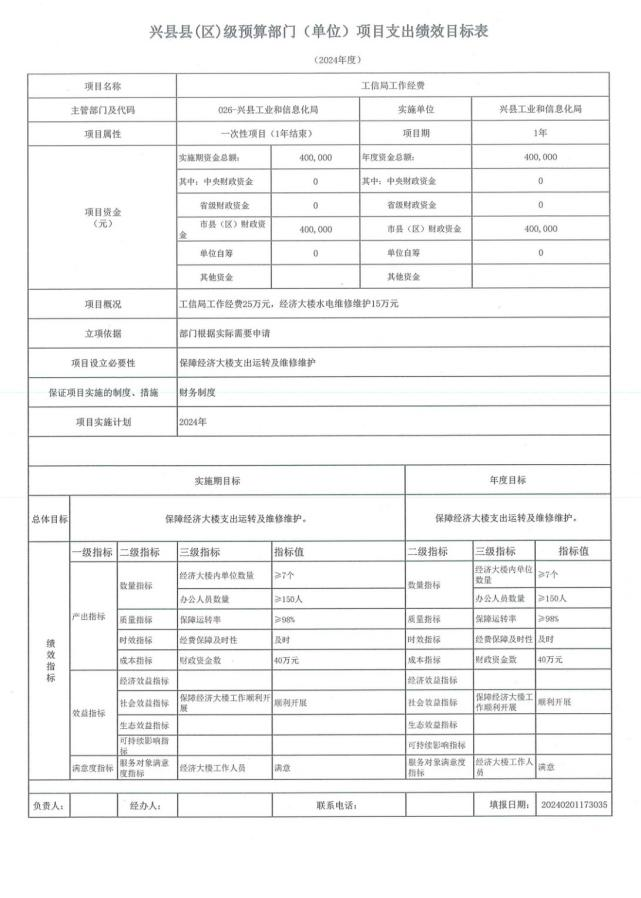 兴县县(区)级预算部门（单位）项目支出绩效目标表
（2024年度）
项目名称 工信局工作经费
主管部门及代码 026-兴县工业和信息化局 实施单位 兴县工业和信息化局
项目属性 一次性项目（1年结束） 项目期 1年
项目资金
（元）
实施期资金总额: 400,000 年度资金总额: 400,000
其中: 中央财政资金 0 其中: 中央财政资金 0
省级财政资金 0 省级财政资金 0
市县（区）财政资
金 400,000 市县（区）财政资金 400,000
单位自筹 0 单位自筹 0
其他资金 其他资金
项目概况 工信局工作经费25万元，经济大楼水电维修维护15万元
立项依据 部门根据实际需要申请
项目设立必要性 保障经济大楼支出运转及维修维护
保证项目实施的制度、措施 财务制度
项目实施计划 2024年
实施期目标 年度目标
总体目标 保障经济大楼支出运转及维修维护。 保障经济大楼支出运转及维修维护。
绩效指标
一级指标 二级指标 三级指标 指标值 二级指标 三级指标 指标值
产出指标
数量指标 经济大楼内单位数量 ≥7个 数量指标 经济大楼内单位
数量 ≥7个
办公人员数量 ≥150人 办公人员数量 ≥150人
质量指标 保障运转率 ≥98% 质量指标 保障运转率 ≥98%
时效指标 经费保障及时性 及时 时效指标 经费保障及时性 及时
成本指标 财政资金数 40万元 成本指标 财政资金数 40万元
效益指标
经济效益指标 经济效益指标
社会效益指标 保障经济大楼工作顺利开
展 顺利开展 社会效益指标 保障经济大楼工
作顺利开展 顺利开展
生态效益指标 生态效益指标
可持续影响指
标 可持续影响指标
满意度指标 服务对象满意
度指标 经济大楼工作人员 满意 服务对象满意度
指标 经济大楼工作人
员 满意
负责人: 经办人: 联系电话: 填报日期: 20240201173035